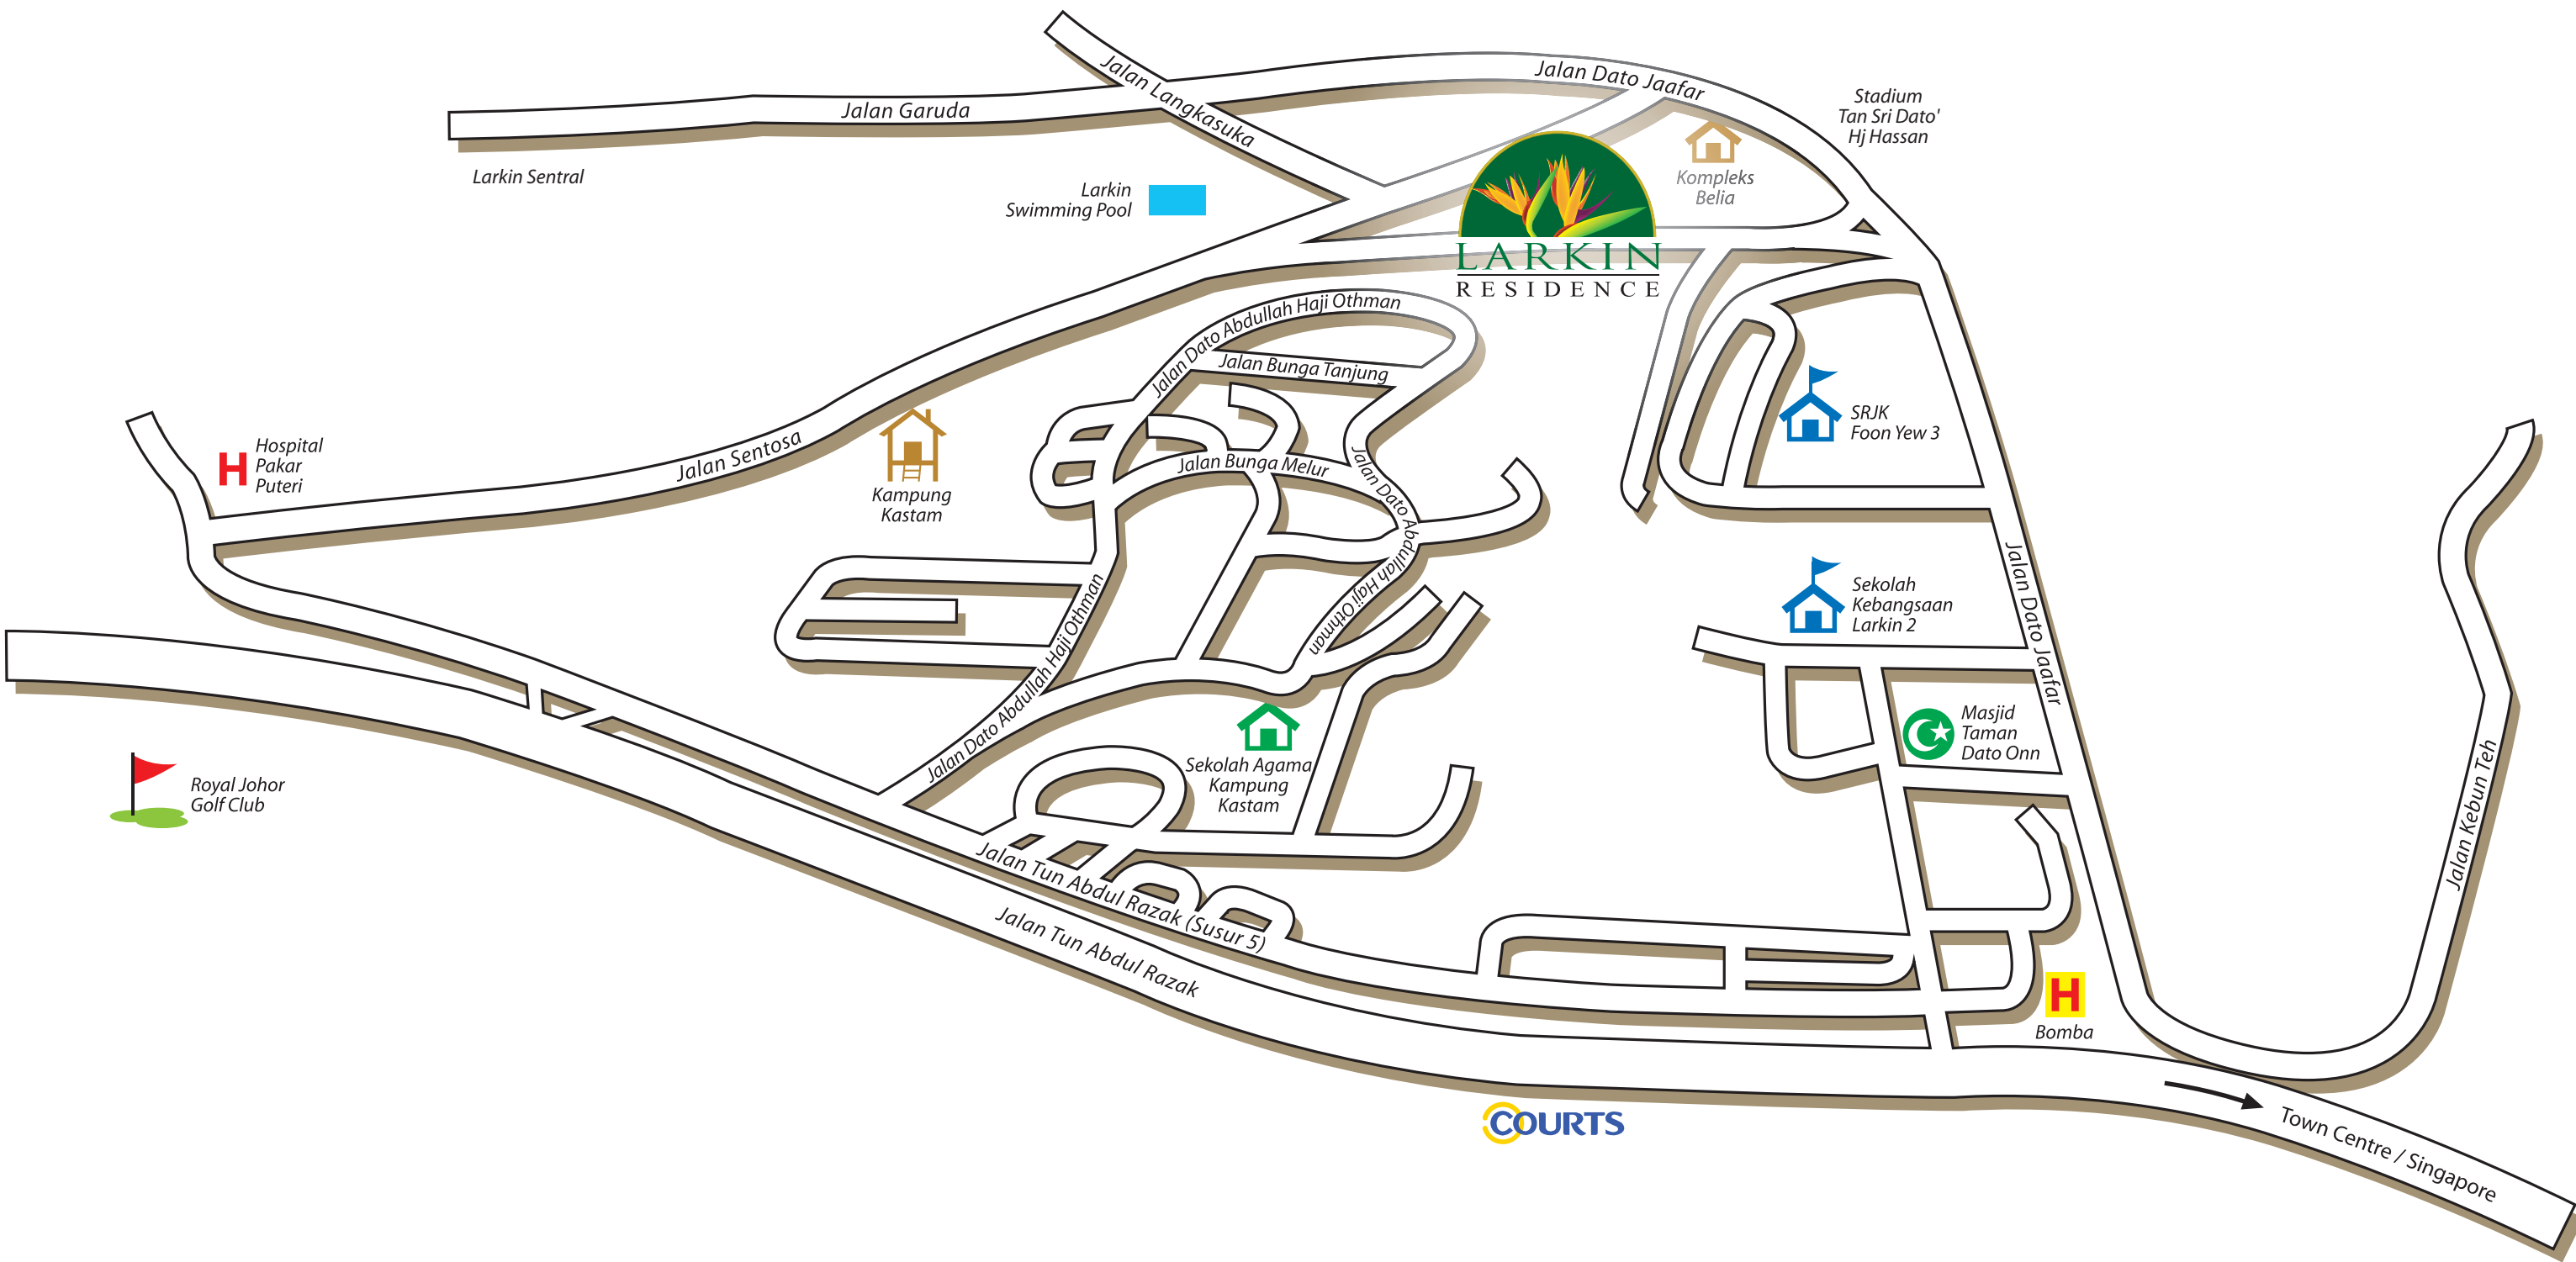 Jalan Langkasuka
Jalan Garuda
Jalan Dato Jaafar
Stadium
Tan Sri Dato'
Hj Hassan
Larkin Sentral
Larkin
Swimming Pool
Kompleks
Belia
LARKIN
RESIDENCE
Jalan Dato Abdullah Haji Othman
Jalan Bunga Tanjung
SRJK
Foon Yew 3
H
Hospital
Pakar
Puteri
Jalan Sentosa
Kampung
Kastam
Jalan Bunga Melur
Jalan Dato Abdullah Haji Othman
Jalan Dato Abdullah Haji Othman
Sekolah
Kebangsaan
Larkin 2
Jalan Dato Jaafar
Masjid
Taman
Dato Onn
Royal Johor
Golf Club
Sekolah Agama
Kampung
Kastam
Jalan Kebun Teh
Jalan Tun Abdul Razak (Susur 5)
Jalan Tun Abdul Razak
H
Bomba
COURTS
Town Centre / Singapore